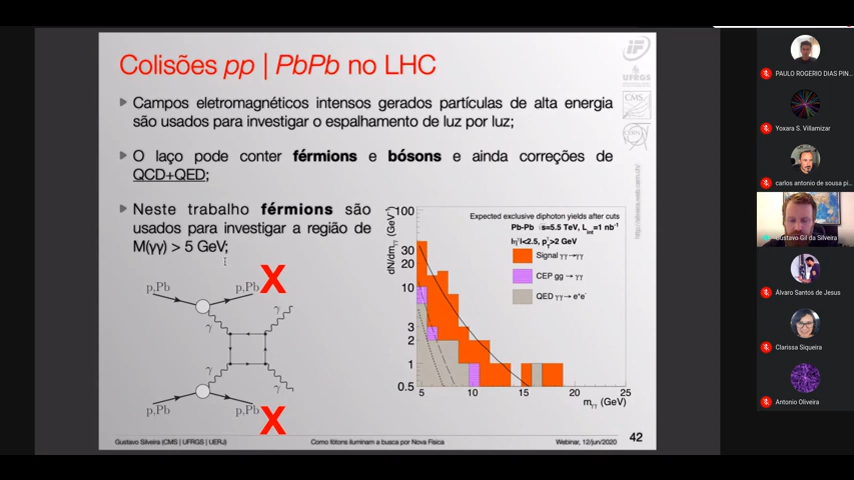 Colisões pp | PbPb no LHC
Campos eletromagnéticos intensos gerados partículas de alta energia
são usados para investigar o espalhamento de luz por luz;
O laço pode conter férmions e bósons e ainda correções de
QCD+QED;
Neste trabalho férmions são
usados para investigar a região de
M(γγ) > 5 GeV;
p,Pb
p,Pb
X
γ
γ
γ
γ
p,Pb
p,Pb
X
Expected exclusive diphoton yields after cuts
Pb-Pb √s=5.5 TeV, Lint=1 nb⁻¹
|ηγ|<2.5, pTγ>2 GeV
Signal γγ→γγ
CEP gg→γγ
QED γγ→e⁺e⁻
dN/dmγγ (GeV⁻¹)
100
30
20
10
3
2
1
0.5
5
10
15
20
25
mγγ (GeV)
Gustavo Silveira (CMS | UFRGS | UERJ)
Como fótons iluminam a busca por Nova Física
Webinar, 12/jun/2020
42
iF
UFRGS
CMS
CERN
PAULO ROGERIO DIAS PIN...
Yoxara S. Villamizar
carlos antonio de sousa pi...
Gustavo Gil da Silveira
Álvaro Santos de Jesus
Clarissa Siqueira
Antonio Oliveira